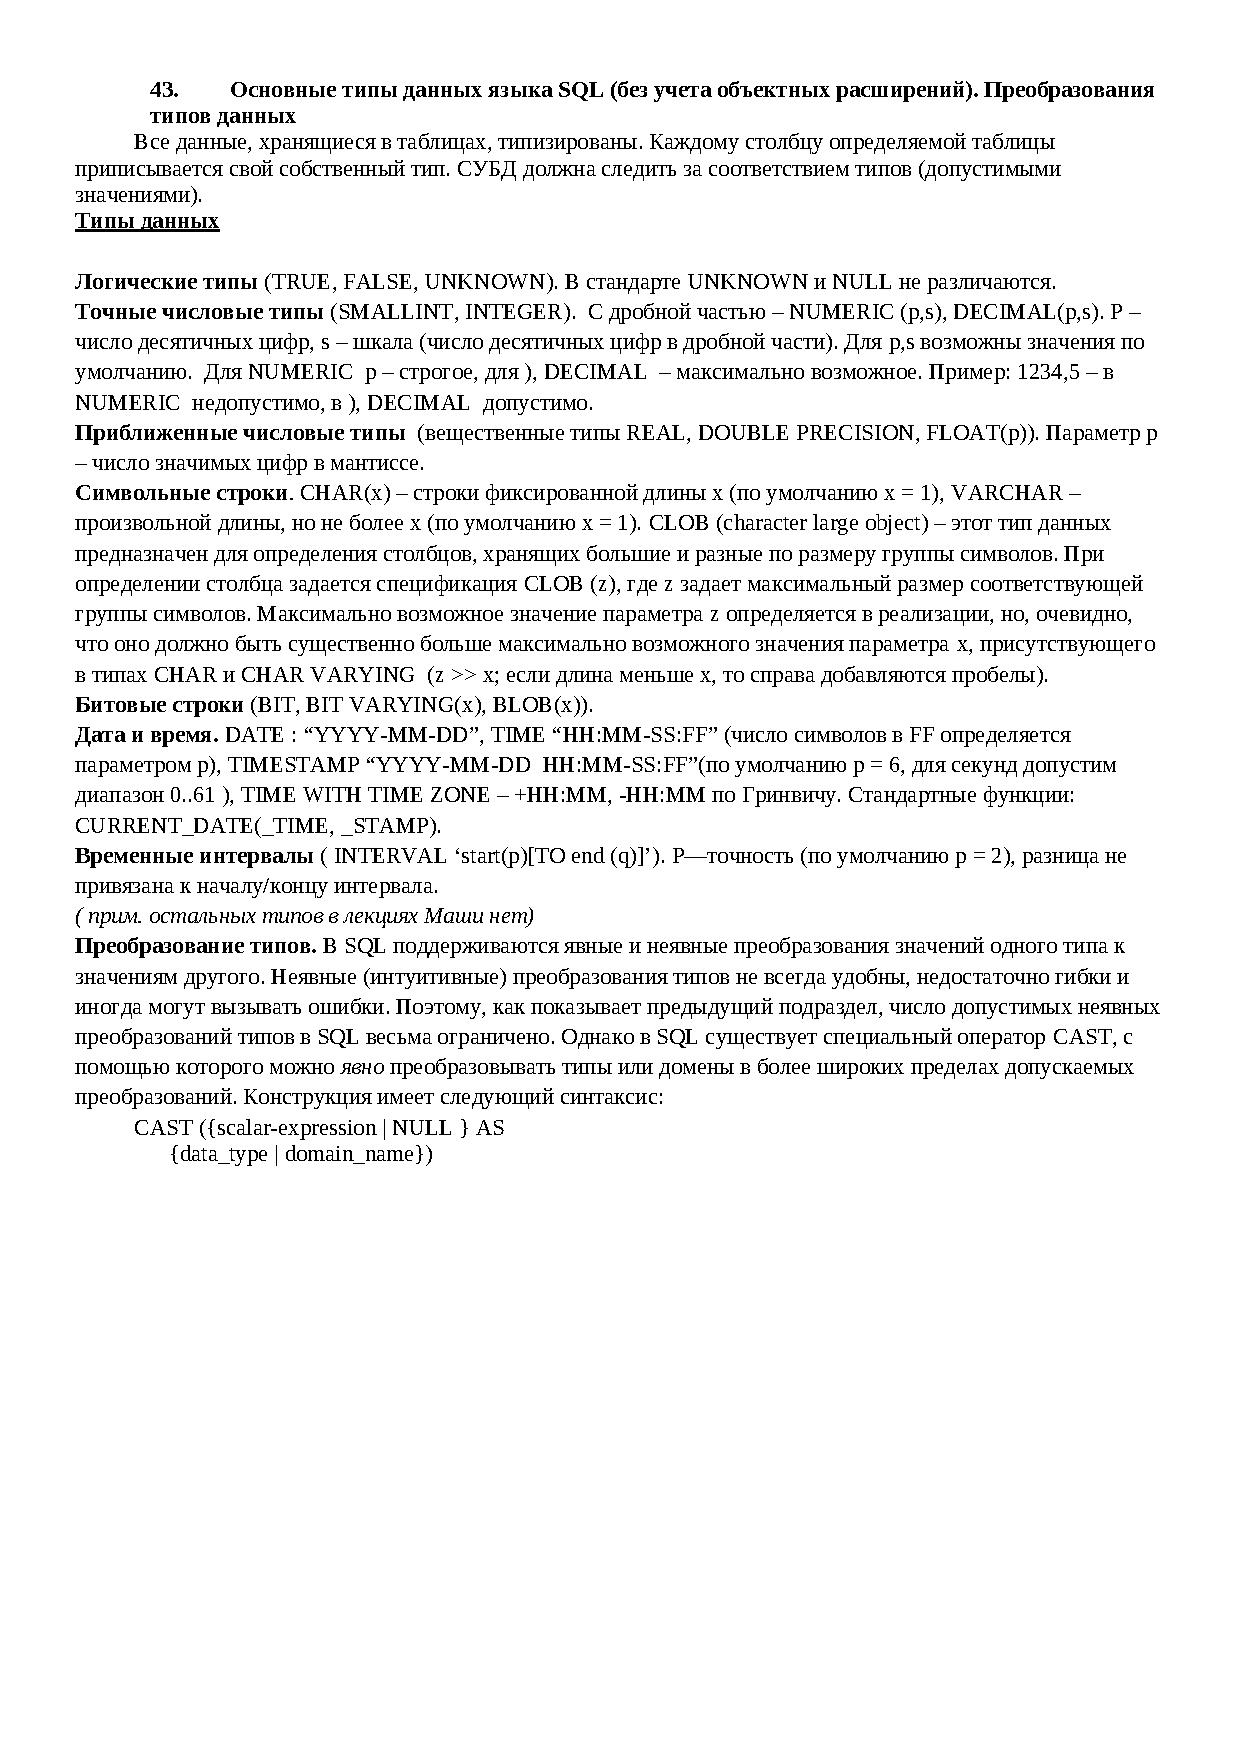 43. Основные типы данных языка SQL (без учета объектных расширений). Преобразования
типов данных
Все данные, хранящиеся в таблицах, типизированы. Каждому столбцу определяемой таблицы
приписывается свой собственный тип. СУБД должна следить за соответствием типов (допустимыми
значениями).
Типы данных
Логические типы (TRUE, FALSE, UNKNOWN). В стандарте UNKNOWN и NULL не различаются.
Точные числовые типы (SMALLINT, INTEGER).  С дробной частью – NUMERIC (p,s), DECIMAL(p,s). P –
число десятичных цифр, s – шкала (число десятичных цифр в дробной части). Для p,s возможны значения по
умолчанию.  Для NUMERIC  p – строгое, для ), DECIMAL  – максимально возможное. Пример: 1234,5 – в
NUMERIC  недопустимо, в ), DECIMAL  допустимо.
Приближенные числовые типы  (вещественные типы REAL, DOUBLE PRECISION, FLOAT(p)). Параметр p
– число значимых цифр в мантиссе.
Символьные строки. CHAR(x) – строки фиксированной длины x (по умолчанию x = 1), VARCHAR –
произвольной длины, но не более x (по умолчанию x = 1). CLOB (character large object) – этот тип данных
предназначен для определения столбцов, хранящих большие и разные по размеру группы символов. При
определении столбца задается спецификация CLOB (z), где z задает максимальный размер соответствующей
группы символов. Максимально возможное значение параметра z определяется в реализации, но, очевидно,
что оно должно быть существенно больше максимально возможного значения параметра x, присутствующего
в типах CHAR и CHAR VARYING  (z >> x; если длина меньше x, то справа добавляются пробелы).
Битовые строки (BIT, BIT VARYING(x), BLOB(x)).
Дата и время. DATE : “YYYY-MM-DD”, TIME “HH:MM-SS:FF” (число символов в FF определяется
параметром p), TIMESTAMP “YYYY-MM-DD  HH:MM-SS:FF”(по умолчанию p = 6, для секунд допустим
диапазон 0..61 ), TIME WITH TIME ZONE – +HH:MM, -HH:MM по Гринвичу. Стандартные функции:
CURRENT_DATE(_TIME, _STAMP).
Временные интервалы ( INTERVAL ‘start(p)[TO end (q)]’). P—точность (по умолчанию p = 2), разница не
привязана к началу/концу интервала.
( прим. остальных типов в лекциях Маши нет)
Преобразование типов. В SQL поддерживаются явные и неявные преобразования значений одного типа к
значениям другого. Неявные (интуитивные) преобразования типов не всегда удобны, недостаточно гибки и
иногда могут вызывать ошибки. Поэтому, как показывает предыдущий подраздел, число допустимых неявных
преобразований типов в SQL весьма ограничено. Однако в SQL существует специальный оператор CAST, с
помощью которого можно явно преобразовывать типы или домены в более широких пределах допускаемых
преобразований. Конструкция имеет следующий синтаксис:
CAST ({scalar-expression | NULL } AS
{data_type | domain_name})